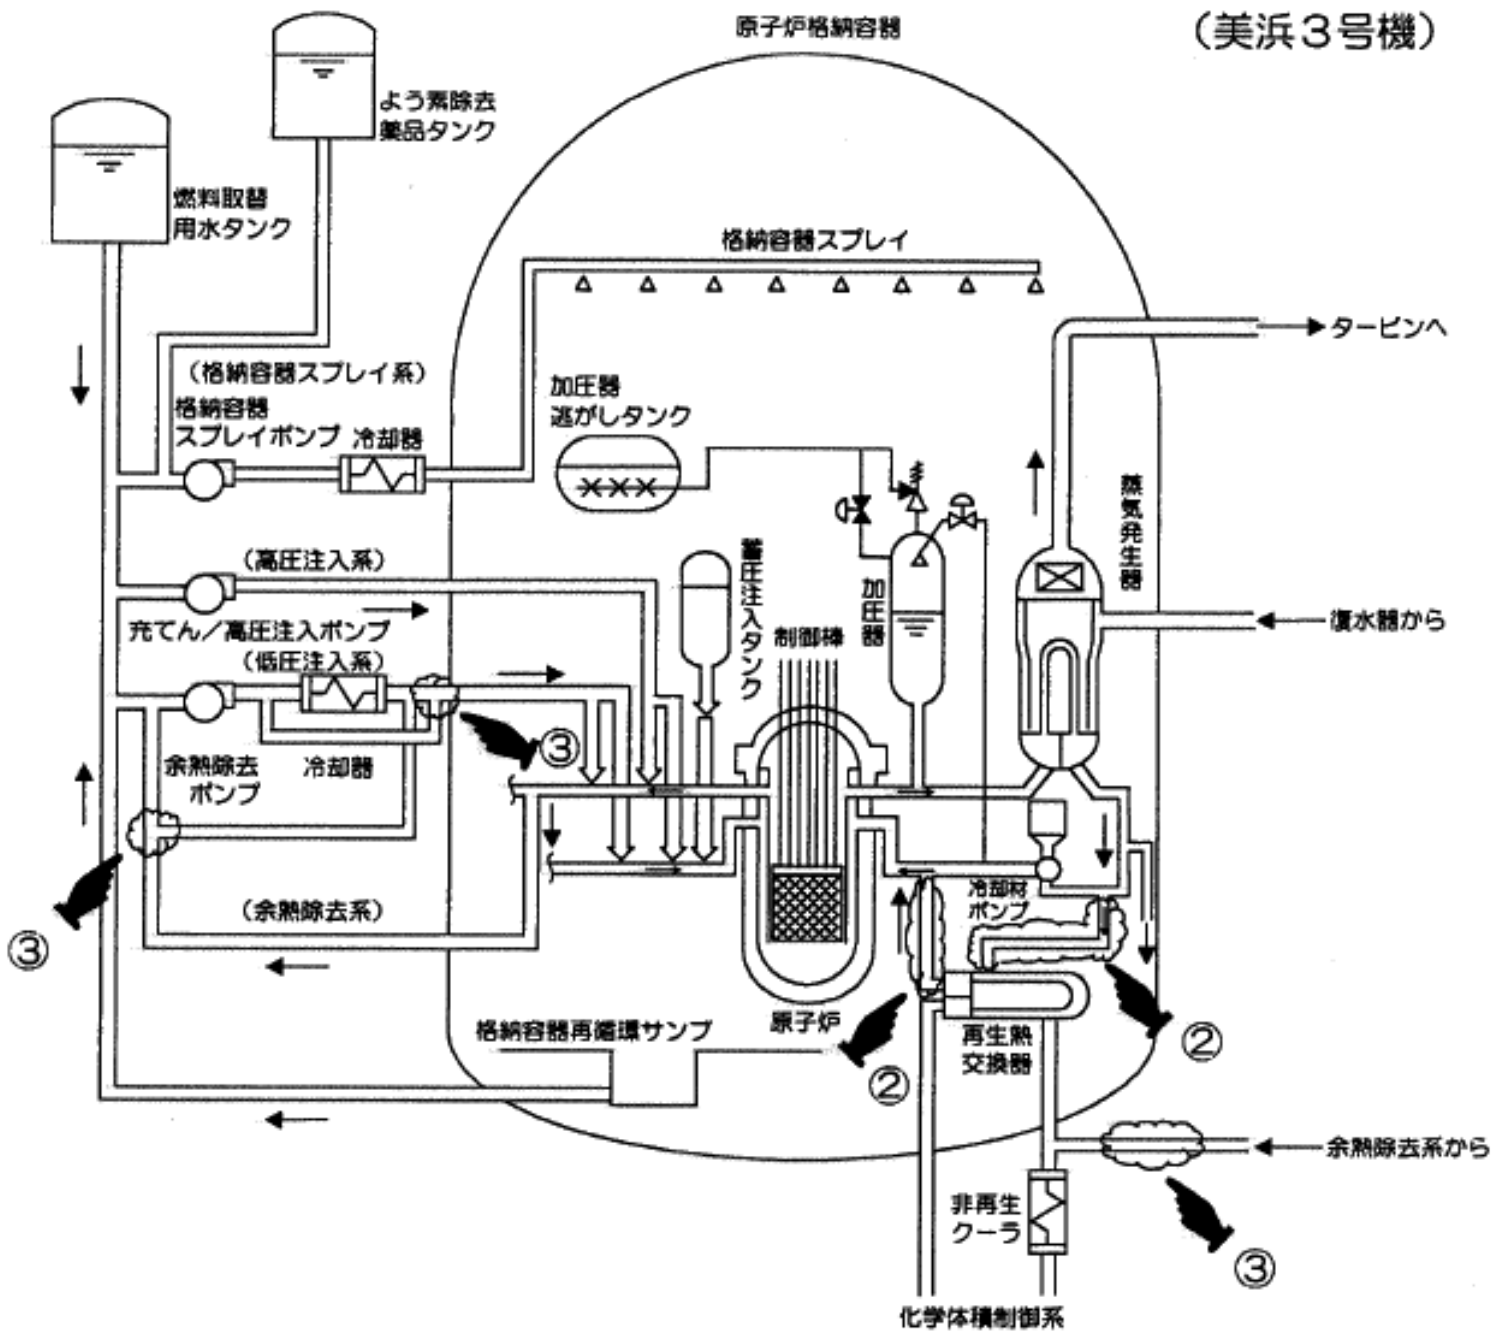 (美浜3号機)
原子炉格納容器
よう素除去
薬品タンク
燃料取替
用水タンク
格納容器スプレイ
タービンへ
(格納容器スプレイ系)
格納容器
スプレイポンプ
冷却器
加圧器
逃がしタンク
蒸気発生器
(高圧注入系)
蓄圧注入タンク
加圧器
制御棒
復水器から
充てん/高圧注入ポンプ
(低圧注入系)
③
余熱除去
ポンプ
冷却器
(余熱除去系)
冷却材
ポンプ
③
格納容器再循環サンプ
原子炉
再生熱
交換器
②
②
余熱除去系から
非再生
クーラ
③
化学体積制御系